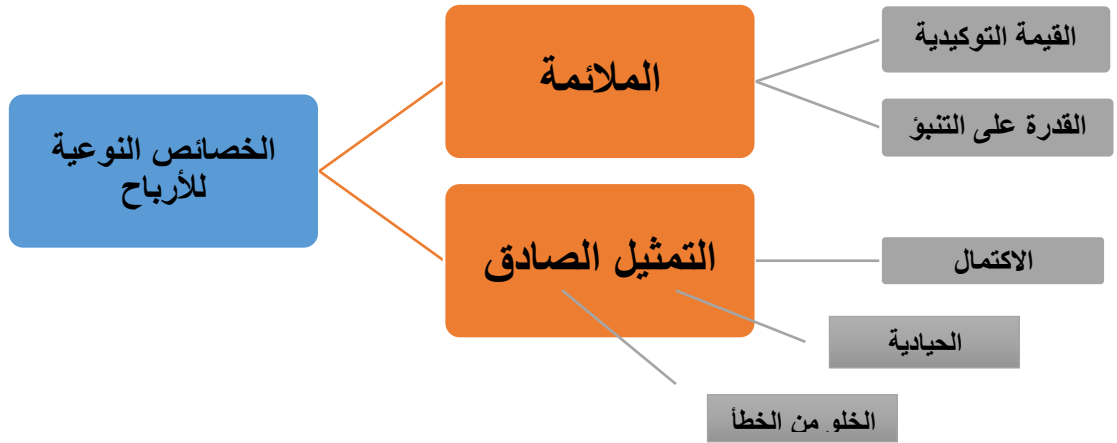 الخصائص النوعية
للأرباح
الملائمة
القيمة التوكيدية
القدرة على التنبؤ
التمثيل الصادق
الاكتمال
الحيادية
الخلو من الخطأ